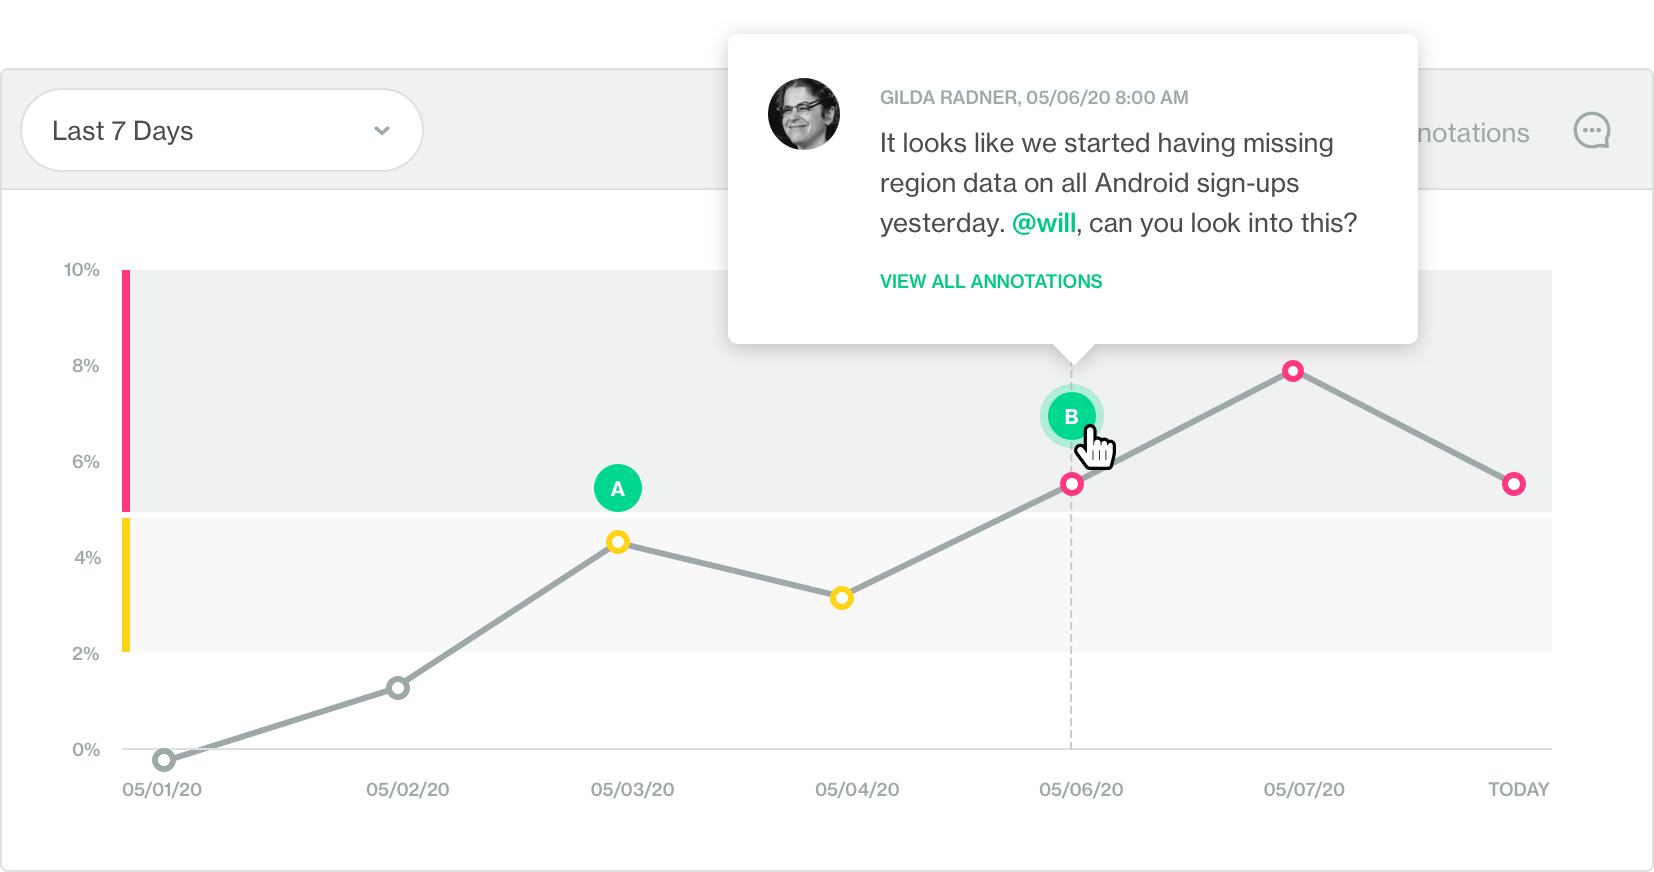 Last 7 Days
GILDA RADNER, 05/06/20 8:00 AM
It looks like we started having missing
region data on all Android sign-ups
yesterday. @will, can you look into this?
VIEW ALL ANNOTATIONS
notations
10%
8%
6%
4%
2%
0%
A
B
05/01/20
05/02/20
05/03/20
05/04/20
05/06/20
05/07/20
TODAY